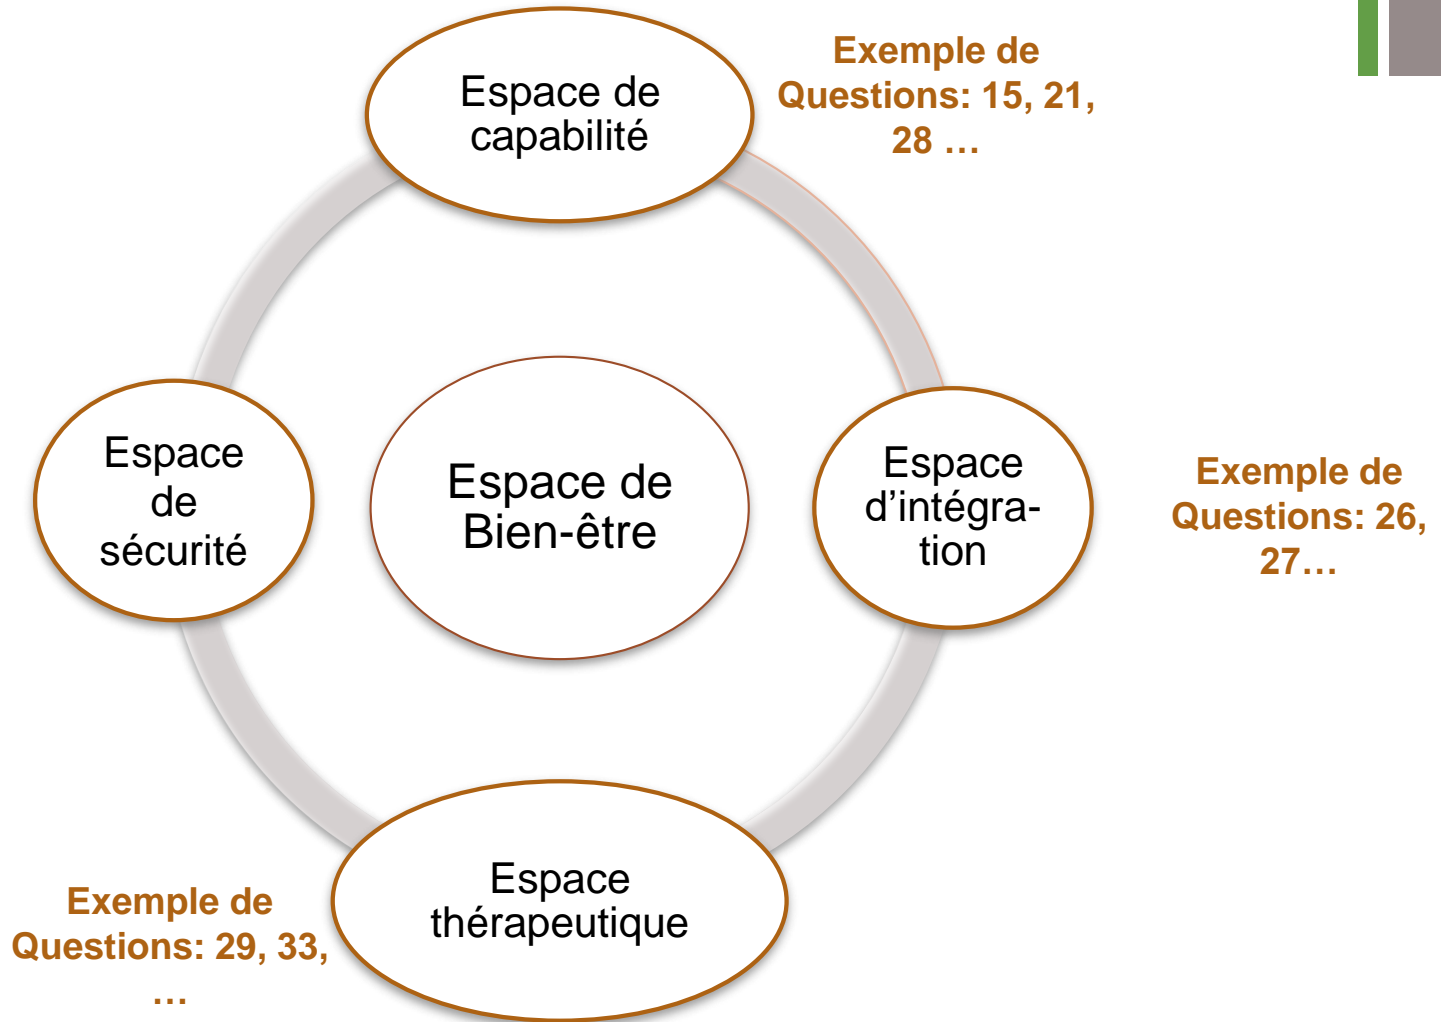 Espace de
capabilité
Exemple de
Questions: 15, 21,
28 …
Espace
de
sécurité
Espace de
Bien-être
Espace
d’intégra-
tion
Exemple de
Questions: 26,
27…
Espace
thérapeutique
Exemple de
Questions: 29, 33,
…